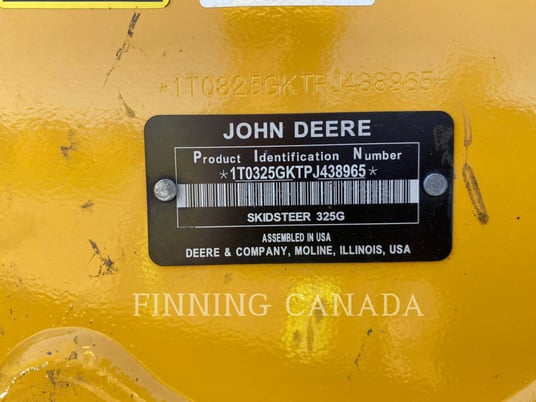 *1T0325GKTPJ438965*
JOHN DEERE
Product Identification Number
*1T0325GKTPJ438965*
SKIDSTEER 325G
ASSEMBLED IN USA
DEERE & COMPANY, MOLINE, ILLINOIS, USA
FINNING CANADA